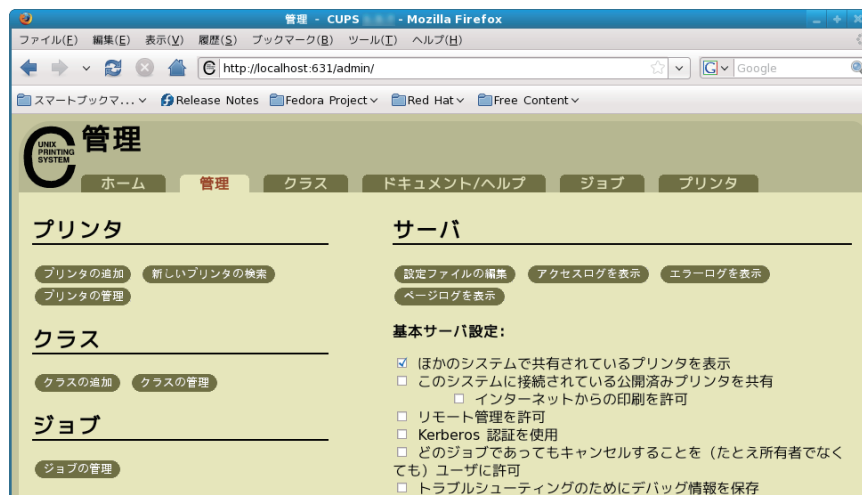 管理 - CUPS - Mozilla Firefox
ファイル(F) 編集(E) 表示(V) 履歴(S) ブックマーク(B) ツール(T) ヘルプ(H)
http://localhost:631/admin/
Google
スマートブックマ... Release Notes Fedora Project Red Hat Free Content
UNIX
PRINTING
SYSTEM
管理
ホーム 管理 クラス ドキュメント/ヘルプ ジョブ プリンタ
プリンタ
プリンタの追加 新しいプリンタの検索
プリンタの管理
クラス
クラスの追加 クラスの管理
ジョブ
ジョブの管理
サーバ
設定ファイルの編集 アクセスログを表示 エラーログを表示
ページログを表示
基本サーバ設定:
ほかのシステムで共有されているプリンタを表示
このシステムに接続されている公開済みプリンタを共有
インターネットからの印刷を許可
リモート管理を許可
Kerberos 認証を使用
どのジョブであってもキャンセルすることを（たとえ所有者でなく
ても）ユーザに許可
トラブルシューティングのためにデバッグ情報を保存